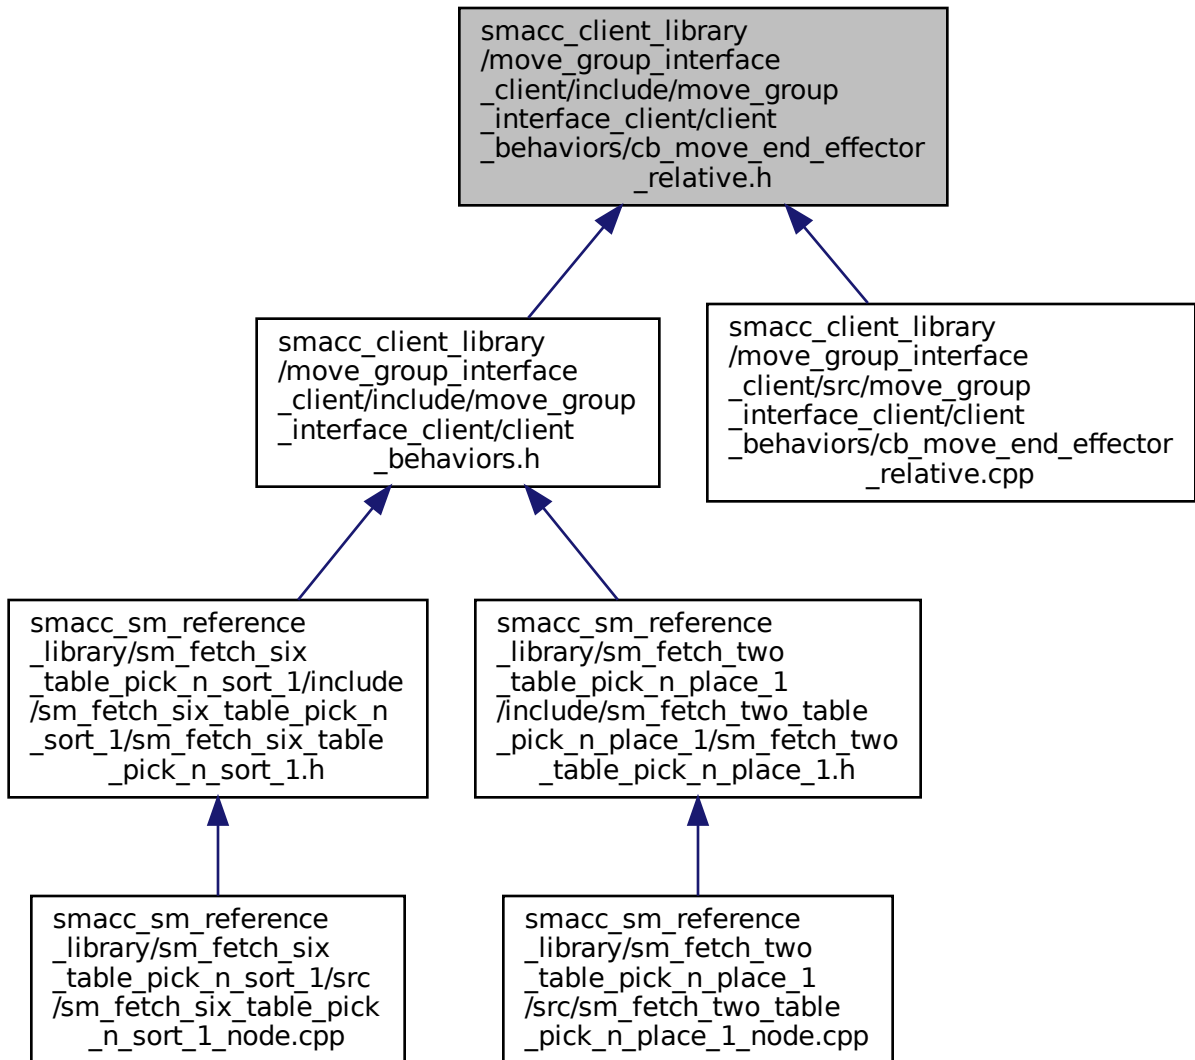 smacc_client_library
/move_group_interface
_client/include/move_group
_interface_client/client
_behaviors/cb_move_end_effector
_relative.h
smacc_client_library
/move_group_interface
_client/include/move_group
_interface_client/client
_behaviors.h
smacc_client_library
/move_group_interface
_client/src/move_group
_interface_client/client
_behaviors/cb_move_end_effector
_relative.cpp
smacc_sm_reference
_library/sm_fetch_six
_table_pick_n_sort_1/include
/sm_fetch_six_table_pick_n
_sort_1/sm_fetch_six_table
_pick_n_sort_1.h
smacc_sm_reference
_library/sm_fetch_two
_table_pick_n_place_1
/include/sm_fetch_two_table
_pick_n_place_1/sm_fetch_two
_table_pick_n_place_1.h
smacc_sm_reference
_library/sm_fetch_six
_table_pick_n_sort_1/src
/sm_fetch_six_table_pick
_n_sort_1_node.cpp
smacc_sm_reference
_library/sm_fetch_two
_table_pick_n_place_1
/src/sm_fetch_two_table
_pick_n_place_1_node.cpp